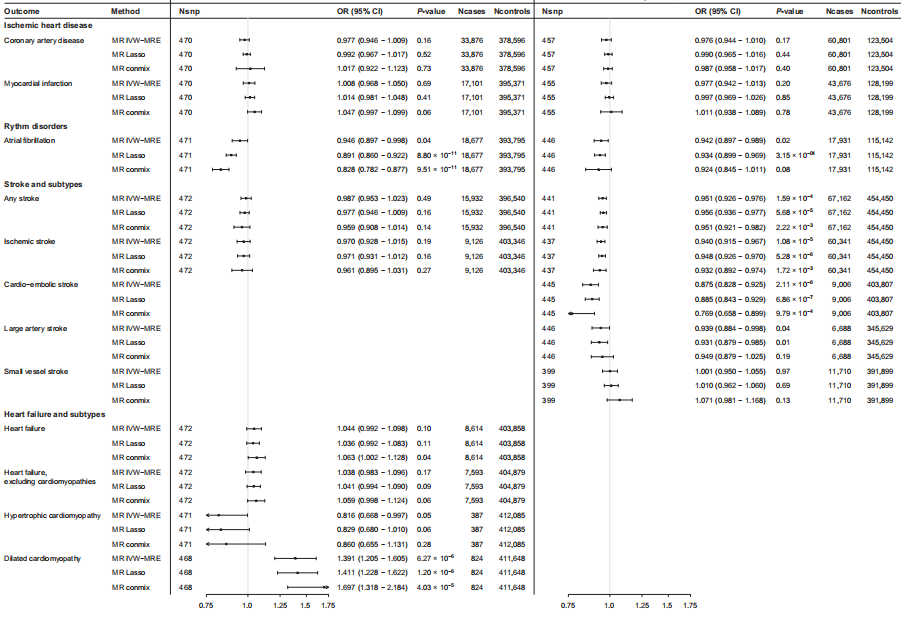 Outcome Method Nsnp OR (95% CI) P-value Ncases Ncontrols Nsnp OR (95% CI) P-value Ncases Ncontrols
Ischemic heart disease
Coronary artery disease MR IVW−MRE 470 0.977 (0.946 − 1.009) 0.16 33,876 378,596 457 0.976 (0.944 − 1.010) 0.17 60,801 123,504
MR Lasso 470 0.992 (0.967 − 1.017) 0.52 33,876 378,596 457 0.990 (0.965 − 1.016) 0.44 60,801 123,504
MR conmix 470 1.017 (0.922 − 1.123) 0.73 33,876 378,596 457 0.987 (0.958 − 1.017) 0.40 60,801 123,504
Myocardial infarction MR IVW−MRE 470 1.008 (0.968 − 1.050) 0.69 17,101 395,371 455 0.977 (0.942 − 1.013) 0.20 43,676 128,199
MR Lasso 470 1.014 (0.981 − 1.048) 0.41 17,101 395,371 455 0.997 (0.969 − 1.026) 0.85 43,676 128,199
MR conmix 470 1.047 (0.997 − 1.099) 0.06 17,101 395,371 455 1.011 (0.938 − 1.089) 0.78 43,676 128,199
Rythm disorders
Atrial fibrillation MR IVW−MRE 471 0.946 (0.897 − 0.998) 0.04 18,677 393,795 446 0.942 (0.897 − 0.989) 0.02 17,931 115,142
MR Lasso 471 0.891 (0.860 − 0.922) 8.80 × 10⁻¹¹ 18,677 393,795 446 0.934 (0.899 − 0.969) 3.15 × 10⁻⁰⁴ 17,931 115,142
MR conmix 471 0.828 (0.782 − 0.877) 9.51 × 10⁻¹¹ 18,677 393,795 446 0.924 (0.845 − 1.011) 0.08 17,931 115,142
Stroke and subtypes
Any stroke MR IVW−MRE 472 0.987 (0.953 − 1.023) 0.49 15,932 396,540 441 0.951 (0.926 − 0.976) 1.59 × 10⁻⁴ 67,162 454,450
MR Lasso 472 0.977 (0.946 − 1.009) 0.16 15,932 396,540 441 0.956 (0.936 − 0.977) 5.68 × 10⁻⁵ 67,162 454,450
MR conmix 472 0.959 (0.908 − 1.014) 0.14 15,932 396,540 441 0.951 (0.921 − 0.982) 2.22 × 10⁻³ 67,162 454,450
Ischemic stroke MR IVW−MRE 472 0.970 (0.928 − 1.015) 0.19 9,126 403,346 437 0.940 (0.915 − 0.967) 1.08 × 10⁻⁵ 60,341 454,450
MR Lasso 472 0.971 (0.931 − 1.012) 0.16 9,126 403,346 437 0.948 (0.926 − 0.970) 5.28 × 10⁻⁶ 60,341 454,450
MR conmix 472 0.961 (0.895 − 1.031) 0.27 9,126 403,346 437 0.932 (0.892 − 0.974) 1.72 × 10⁻³ 60,341 454,450
Cardio−embolic stroke MR IVW−MRE 445 0.875 (0.828 − 0.925) 2.11 × 10⁻⁶ 9,006 403,807
MR Lasso 445 0.885 (0.843 − 0.929) 6.86 × 10⁻⁷ 9,006 403,807
MR conmix 445 0.769 (0.658 − 0.899) 9.79 × 10⁻⁴ 9,006 403,807
Large artery stroke MR IVW−MRE 446 0.939 (0.884 − 0.998) 0.04 6,688 345,629
MR Lasso 446 0.931 (0.879 − 0.985) 0.01 6,688 345,629
MR conmix 446 0.949 (0.879 − 1.025) 0.19 6,688 345,629
Small vessel stroke MR IVW−MRE 399 1.001 (0.950 − 1.055) 0.97 11,710 391,899
MR Lasso 399 1.010 (0.962 − 1.060) 0.69 11,710 391,899
MR conmix 399 1.071 (0.981 − 1.168) 0.13 11,710 391,899
Heart failure and subtypes
Heart failure MR IVW−MRE 472 1.044 (0.992 − 1.098) 0.10 8,614 403,858
MR Lasso 472 1.036 (0.992 − 1.083) 0.11 8,614 403,858
MR conmix 472 1.063 (1.002 − 1.128) 0.04 8,614 403,858
Heart failure, MR IVW−MRE 472 1.038 (0.983 − 1.096) 0.17 7,593 404,879
excluding cardiomyopathies MR Lasso 472 1.041 (0.994 − 1.090) 0.09 7,593 404,879
MR conmix 472 1.059 (0.998 − 1.124) 0.06 7,593 404,879
Hypertrophic cardiomyopathy MR IVW−MRE 471 0.816 (0.668 − 0.997) 0.05 387 412,085
MR Lasso 471 0.829 (0.680 − 1.010) 0.06 387 412,085
MR conmix 471 0.860 (0.655 − 1.131) 0.28 387 412,085
Dilated cardiomyopathy MR IVW−MRE 468 1.391 (1.205 − 1.605) 6.27 × 10⁻⁶ 824 411,648
MR Lasso 468 1.411 (1.228 − 1.622) 1.20 × 10⁻⁶ 824 411,648
MR conmix 468 1.697 (1.318 − 2.184) 4.03 × 10⁻⁵ 824 411,648
0.75 1.0 1.25 1.5 1.75 0.75 1.0 1.25 1.5 1.75